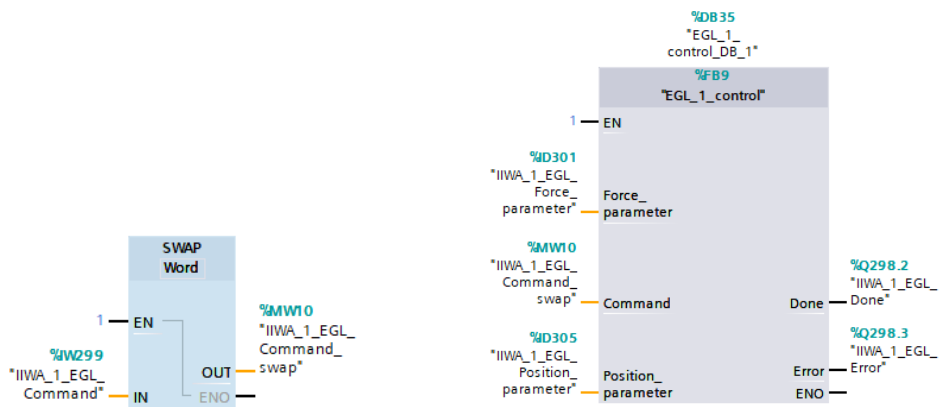 SWAP
Word
1
EN
%IW299
"IIWA_1_EGL_
Command"
IN
%MW10
"IIWA_1_EGL_
Command_
swap"
OUT
ENO
%DB35
"EGL_1_
control_DB_1"
%FB9
"EGL_1_control"
1
EN
%ID301
"IIWA_1_EGL_
Force_
parameter"
Force_
parameter
%MW10
"IIWA_1_EGL_
Command_
swap"
Command
%ID305
"IIWA_1_EGL_
Position_
parameter"
Position_
parameter
%Q298.2
"IIWA_1_EGL_
Done"
Done
%Q298.3
"IIWA_1_EGL_
Error"
Error
ENO